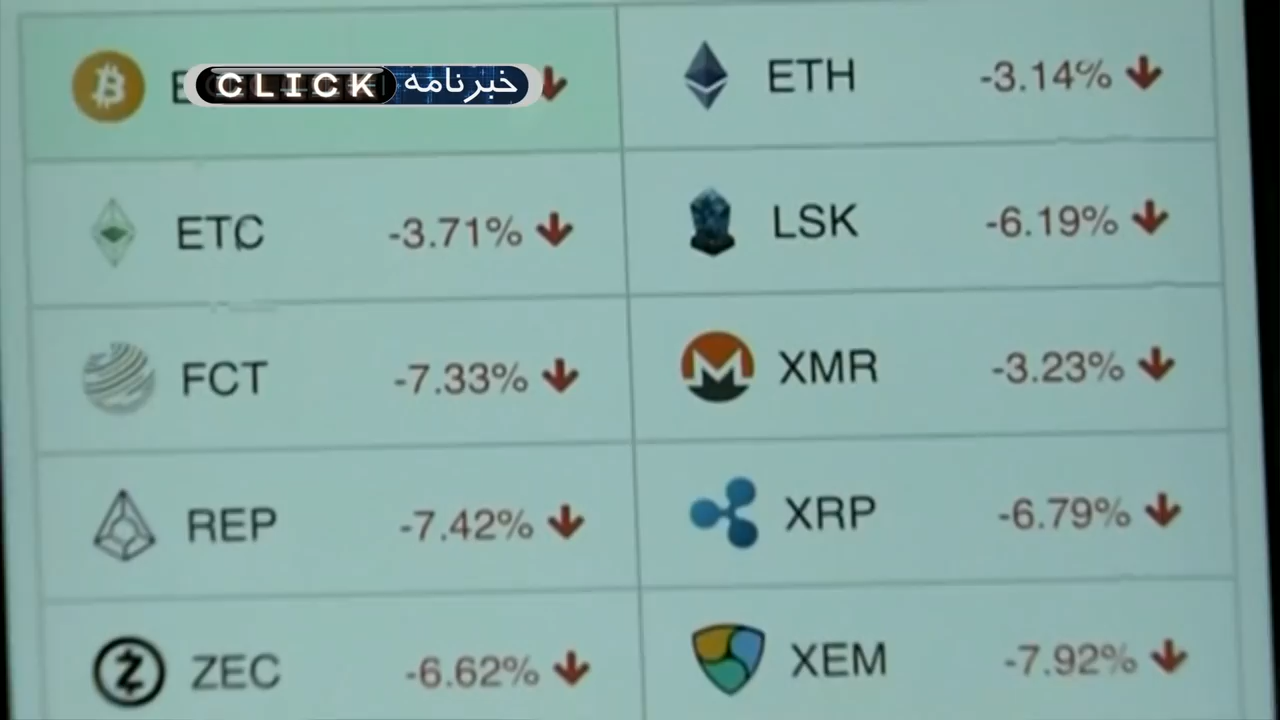 CLICK خبرنامه
ETH -3.14%
ETC -3.71%
LSK -6.19%
FCT -7.33%
XMR -3.23%
REP -7.42%
XRP -6.79%
ZEC -6.62%
XEM -7.92%